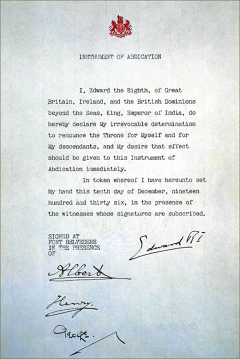 INSTRUMENT OF ABDICATION
I, Edward the Eighth, of Great
Britain, Ireland, and the British Dominions
beyond the Seas, King, Emperor of India, do
hereby declare My irrevocable determination
to renounce the Throne for Myself and for
My descendants, and My desire that effect
should be given to this Instrument of
Abdication immediately.
In token whereof I have hereunto set
My hand this tenth day of December, nineteen
hundred and thirty six, in the presence of
the witnesses whose signatures are subscribed.
SIGNED AT
FORT BELVEDERE
IN THE PRESENCE
OF
Edward RI
Albert
Henry.
George.